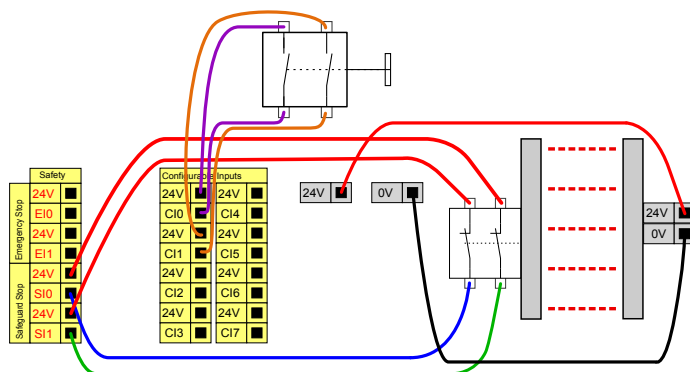 Safety
Emergency Stop
24V
EI0
24V
EI1
Safeguard Stop
24V
SI0
24V
SI1
Configurable Inputs
24V 24V
CI0 CI4
24V 24V
CI1 CI5
24V 24V
CI2 CI6
24V 24V
CI3 CI7
24V
0V
24V
0V